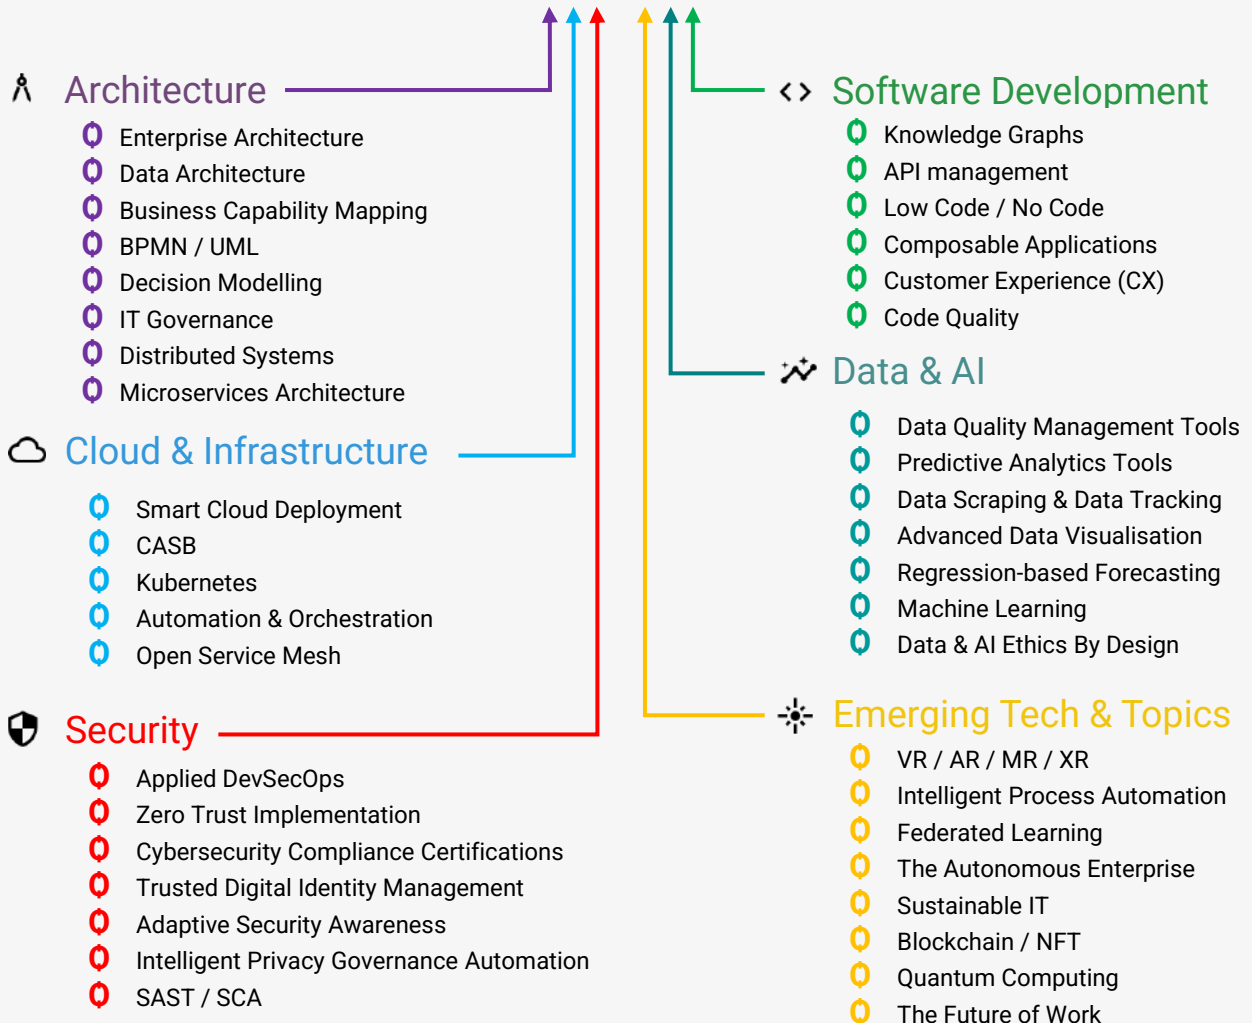 Architecture
Enterprise Architecture
Data Architecture
Business Capability Mapping
BPMN / UML
Decision Modelling
IT Governance
Distributed Systems
Microservices Architecture
Cloud & Infrastructure
Smart Cloud Deployment
CASB
Kubernetes
Automation & Orchestration
Open Service Mesh
Security
Applied DevSecOps
Zero Trust Implementation
Cybersecurity Compliance Certifications
Trusted Digital Identity Management
Adaptive Security Awareness
Intelligent Privacy Governance Automation
SAST / SCA
Software Development
Knowledge Graphs
API management
Low Code / No Code
Composable Applications
Customer Experience (CX)
Code Quality
Data & AI
Data Quality Management Tools
Predictive Analytics Tools
Data Scraping & Data Tracking
Advanced Data Visualisation
Regression-based Forecasting
Machine Learning
Data & AI Ethics By Design
Emerging Tech & Topics
VR / AR / MR / XR
Intelligent Process Automation
Federated Learning
The Autonomous Enterprise
Sustainable IT
Blockchain / NFT
Quantum Computing
The Future of Work